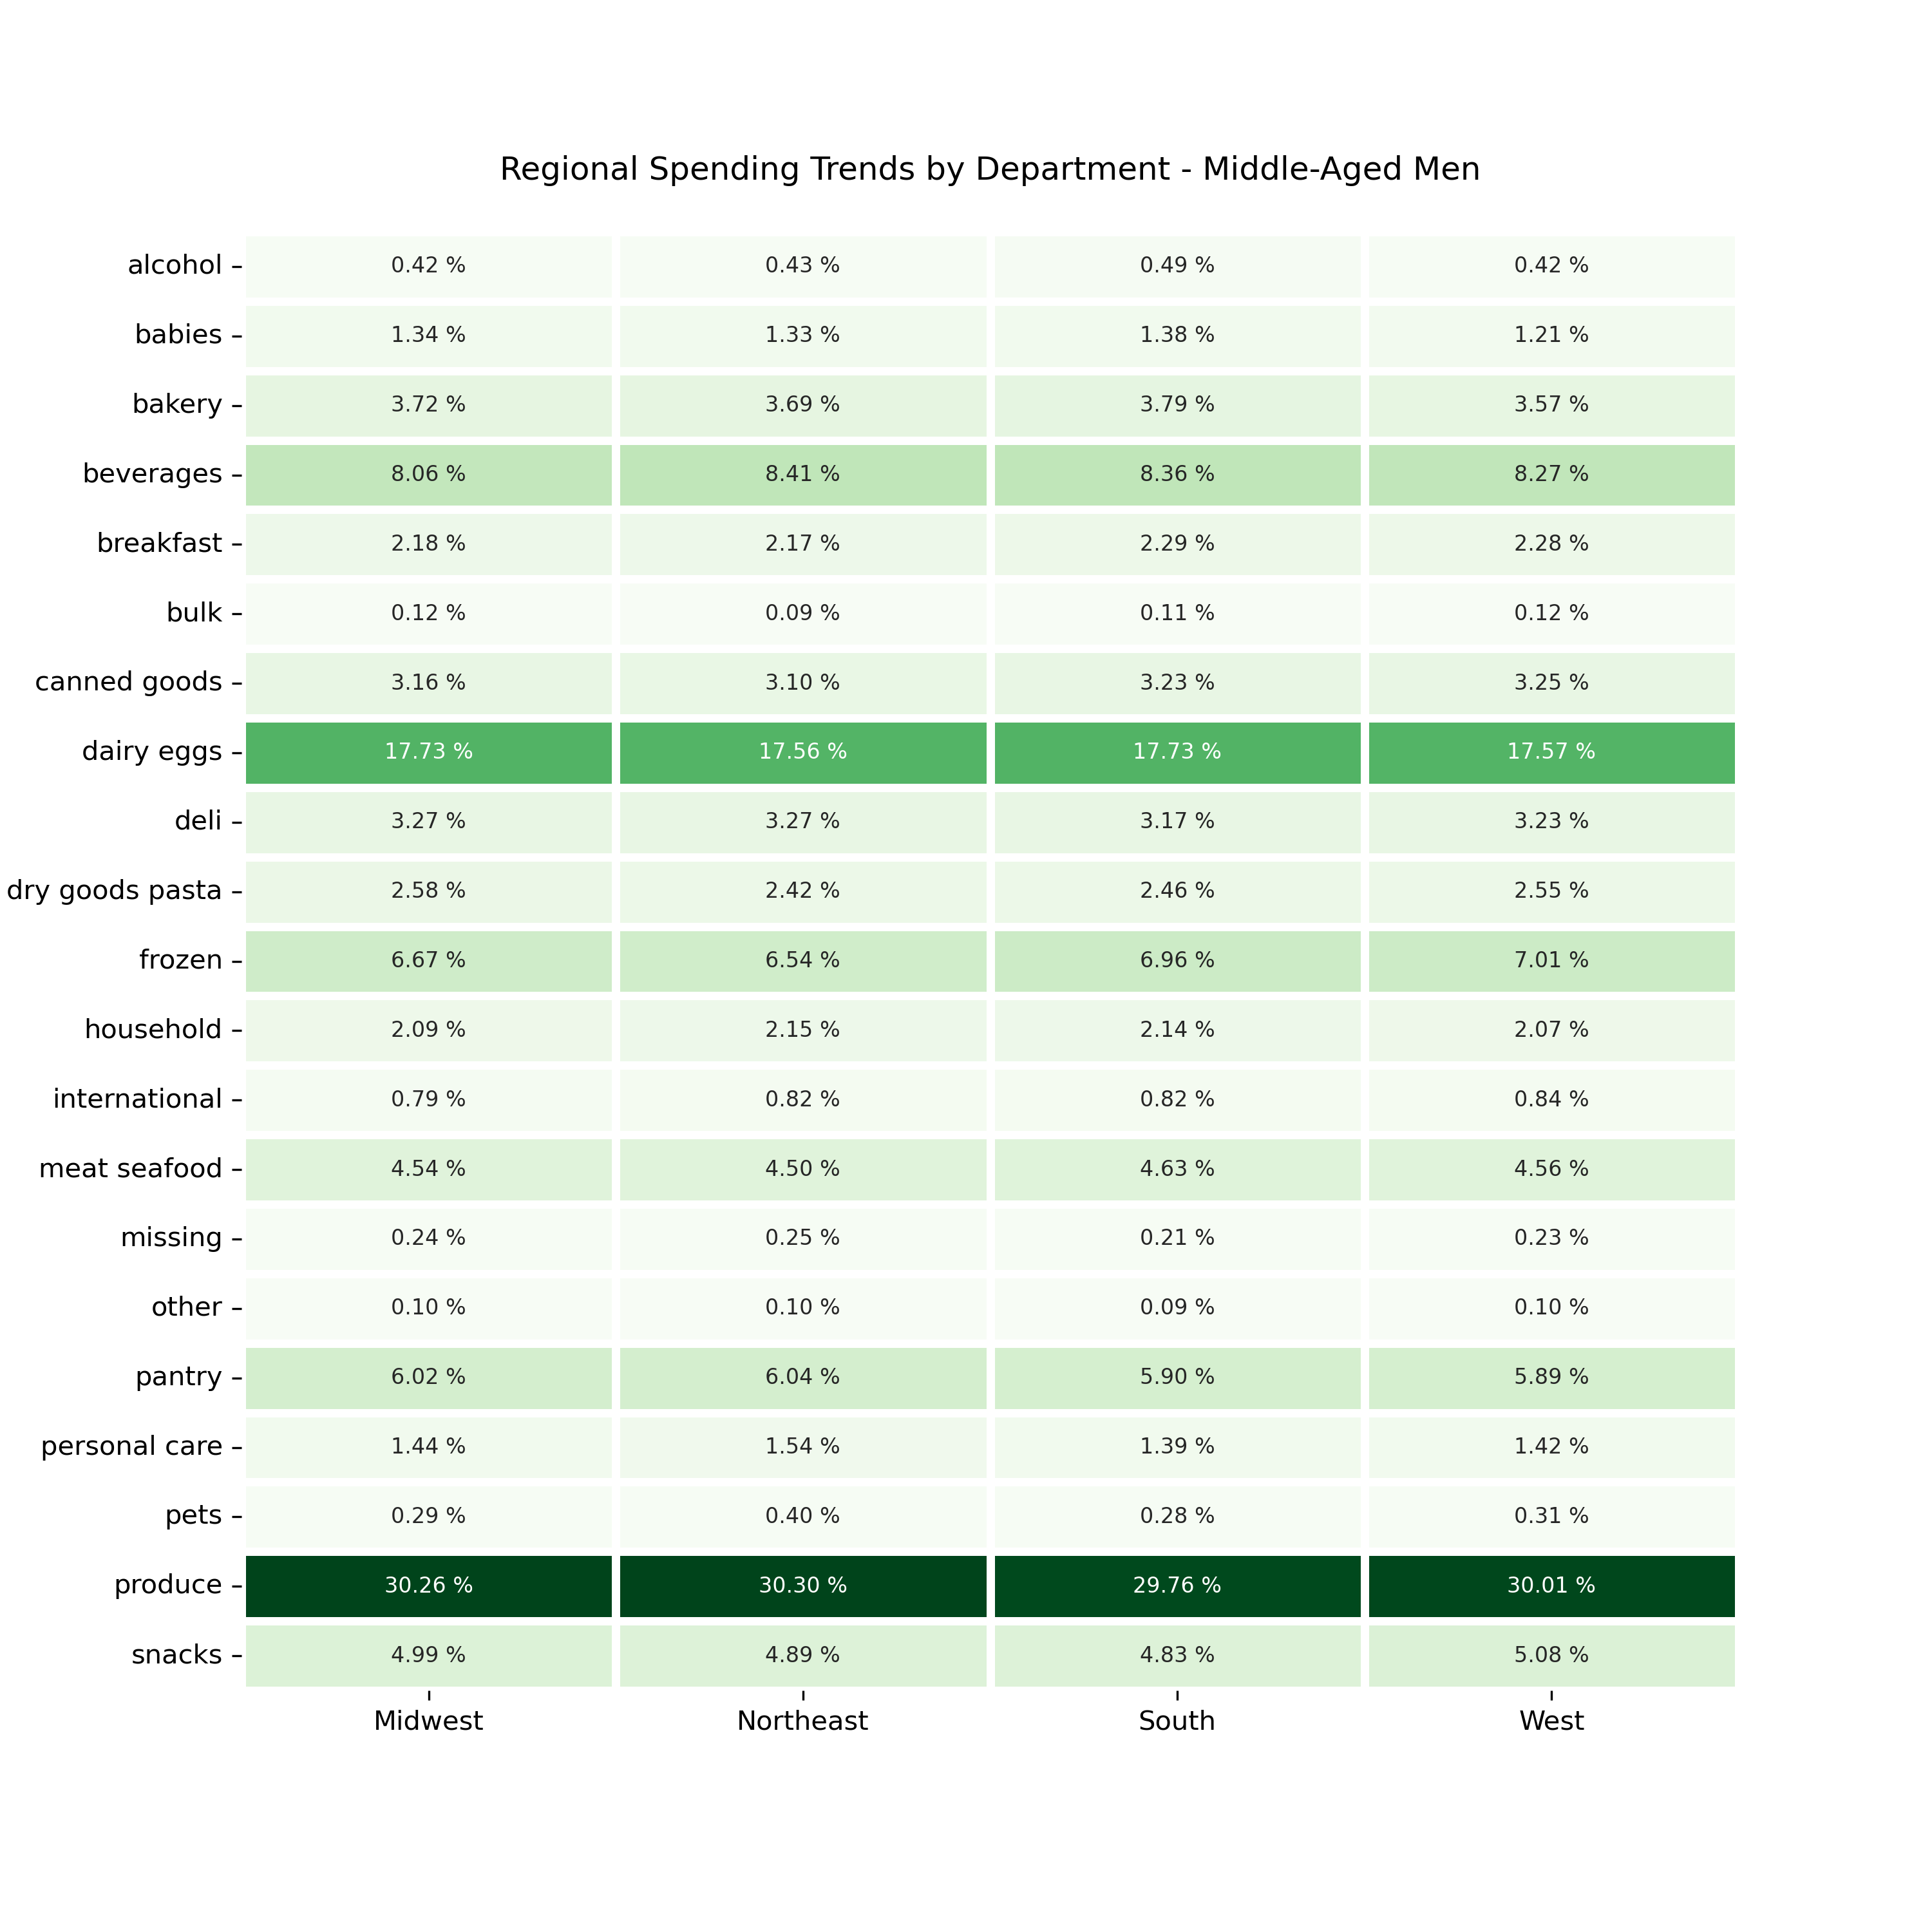 Regional Spending Trends by Department - Middle-Aged Men
alcohol 0.42 % 0.43 % 0.49 % 0.42 %
babies 1.34 % 1.33 % 1.38 % 1.21 %
bakery 3.72 % 3.69 % 3.79 % 3.57 %
beverages 8.06 % 8.41 % 8.36 % 8.27 %
breakfast 2.18 % 2.17 % 2.29 % 2.28 %
bulk 0.12 % 0.09 % 0.11 % 0.12 %
canned goods 3.16 % 3.10 % 3.23 % 3.25 %
dairy eggs 17.73 % 17.56 % 17.73 % 17.57 %
deli 3.27 % 3.27 % 3.17 % 3.23 %
dry goods pasta 2.58 % 2.42 % 2.46 % 2.55 %
frozen 6.67 % 6.54 % 6.96 % 7.01 %
household 2.09 % 2.15 % 2.14 % 2.07 %
international 0.79 % 0.82 % 0.82 % 0.84 %
meat seafood 4.54 % 4.50 % 4.63 % 4.56 %
missing 0.24 % 0.25 % 0.21 % 0.23 %
other 0.10 % 0.10 % 0.09 % 0.10 %
pantry 6.02 % 6.04 % 5.90 % 5.89 %
personal care 1.44 % 1.54 % 1.39 % 1.42 %
pets 0.29 % 0.40 % 0.28 % 0.31 %
produce 30.26 % 30.30 % 29.76 % 30.01 %
snacks 4.99 % 4.89 % 4.83 % 5.08 %
Midwest Northeast South West